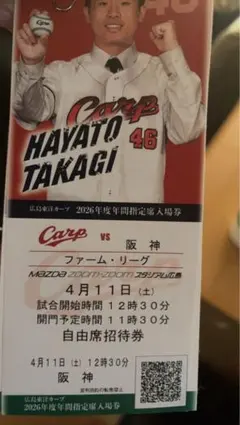 Carp
46
Carp
46
HAYATO
TAKAGI
広島東洋カープ 2026年度年間指定席入場券
Carp vs 阪神
ファーム・リーグ
MAZDA ZOOM-ZOOM スタジアム広島
4月11日(土)
試合開始時間 12時30分
開門予定時間 11時30分
自由席招待券
4月11日(土) 12時30分
阪神
広島東洋カープ
2026年度年間指定席入場券